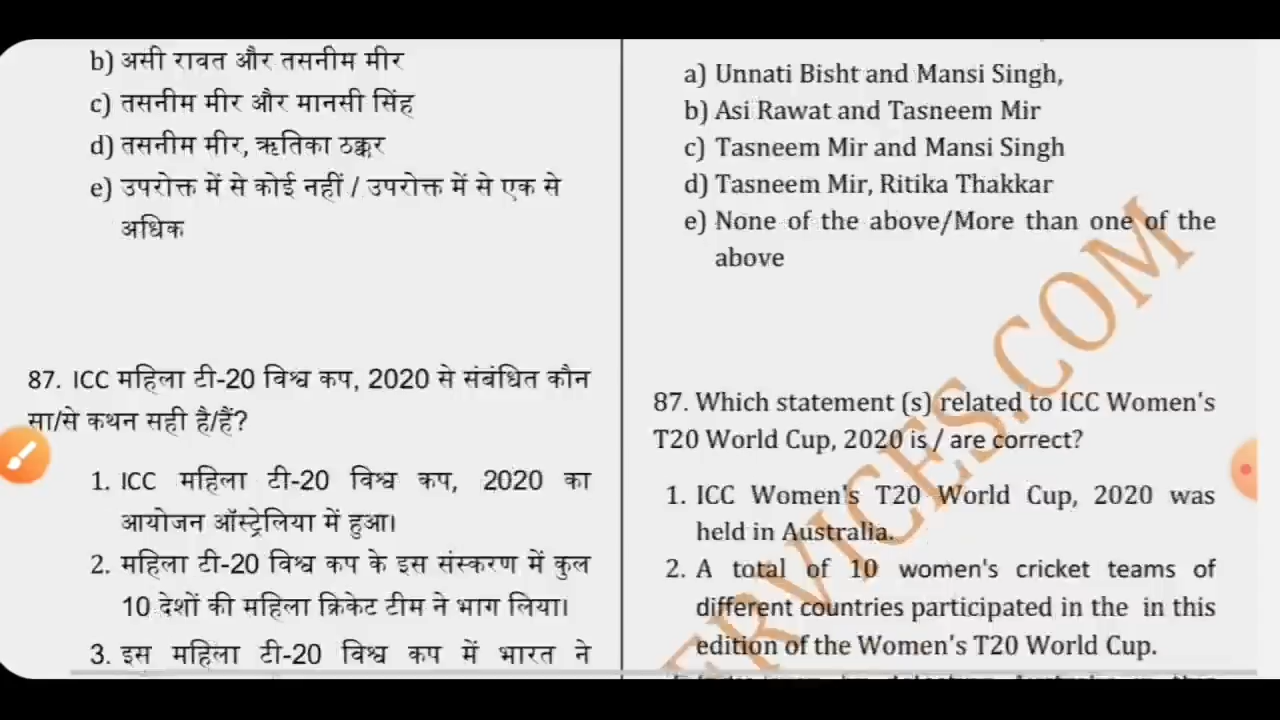 b) असी रावत और तसनीम मीर
c) तसनीम मीर और मानसी सिंह
d) तसनीम मीर, ऋतिका ठक्कर
e) उपरोक्त में से कोई नहीं / उपरोक्त में से एक से
अधिक
87. ICC महिला टी-20 विश्व कप, 2020 से संबंधित कौन
सा/से कथन सही है/हैं?
1. ICC महिला टी-20 विश्व कप, 2020 का
आयोजन ऑस्ट्रेलिया में हुआ।
2. महिला टी-20 विश्व कप के इस संस्करण में कुल
10 देशों की महिला क्रिकेट टीम ने भाग लिया।
3. इस महिला टी-20 विश्व कप में भारत ने
a) Unnati Bisht and Mansi Singh,
b) Asi Rawat and Tasneem Mir
c) Tasneem Mir and Mansi Singh
d) Tasneem Mir, Ritika Thakkar
e) None of the above/More than one of the
above
87. Which statement (s) related to ICC Women's
T20 World Cup, 2020 is / are correct?
1. ICC Women's T20 World Cup, 2020 was
held in Australia.
2. A total of 10 women's cricket teams of
different countries participated in the in this
edition of the Women's T20 World Cup.
ERVICES.COM